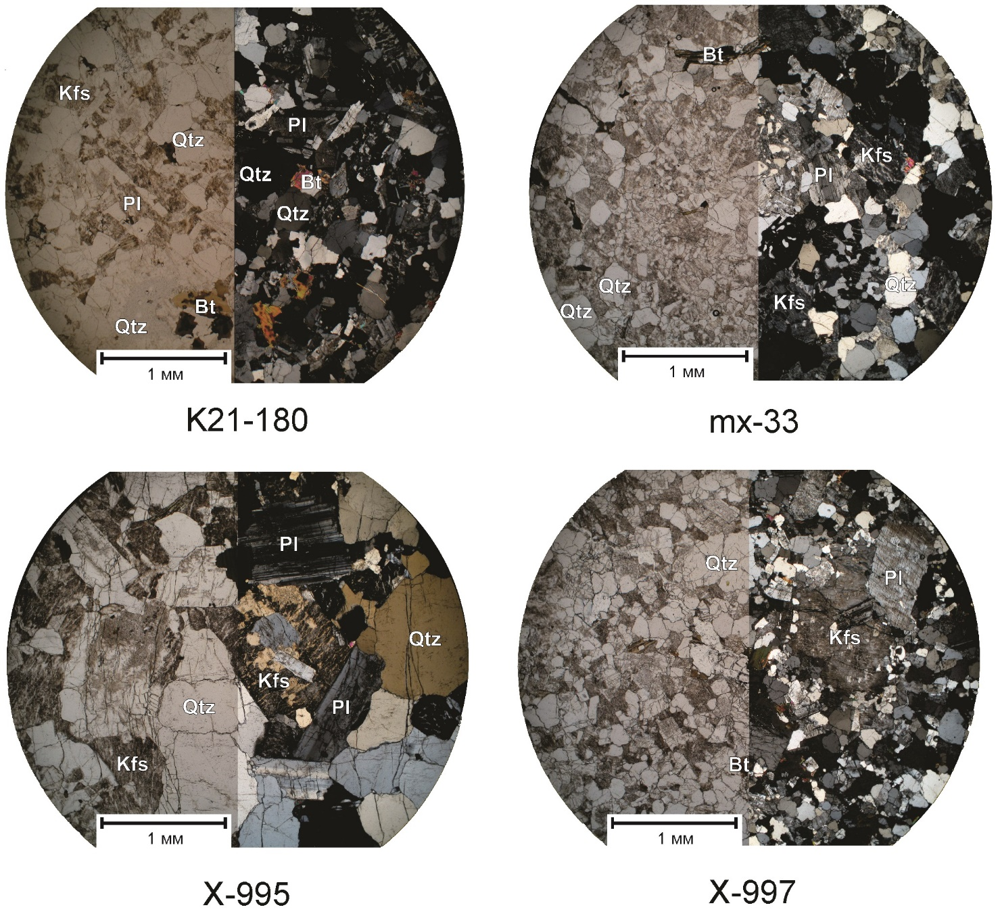 Kfs
Qtz
Pl
Bt
Qtz
Pl
Qtz
Bt
Qtz
1 мм
K21-180
Bt
Qtz
Qtz
Kfs
Pl
Kfs
Qtz
1 мм
mx-33
Qtz
Kfs
Pl
Kfs
Pl
Qtz
1 мм
X-995
Qtz
Bt
Pl
Kfs
1 мм
X-997